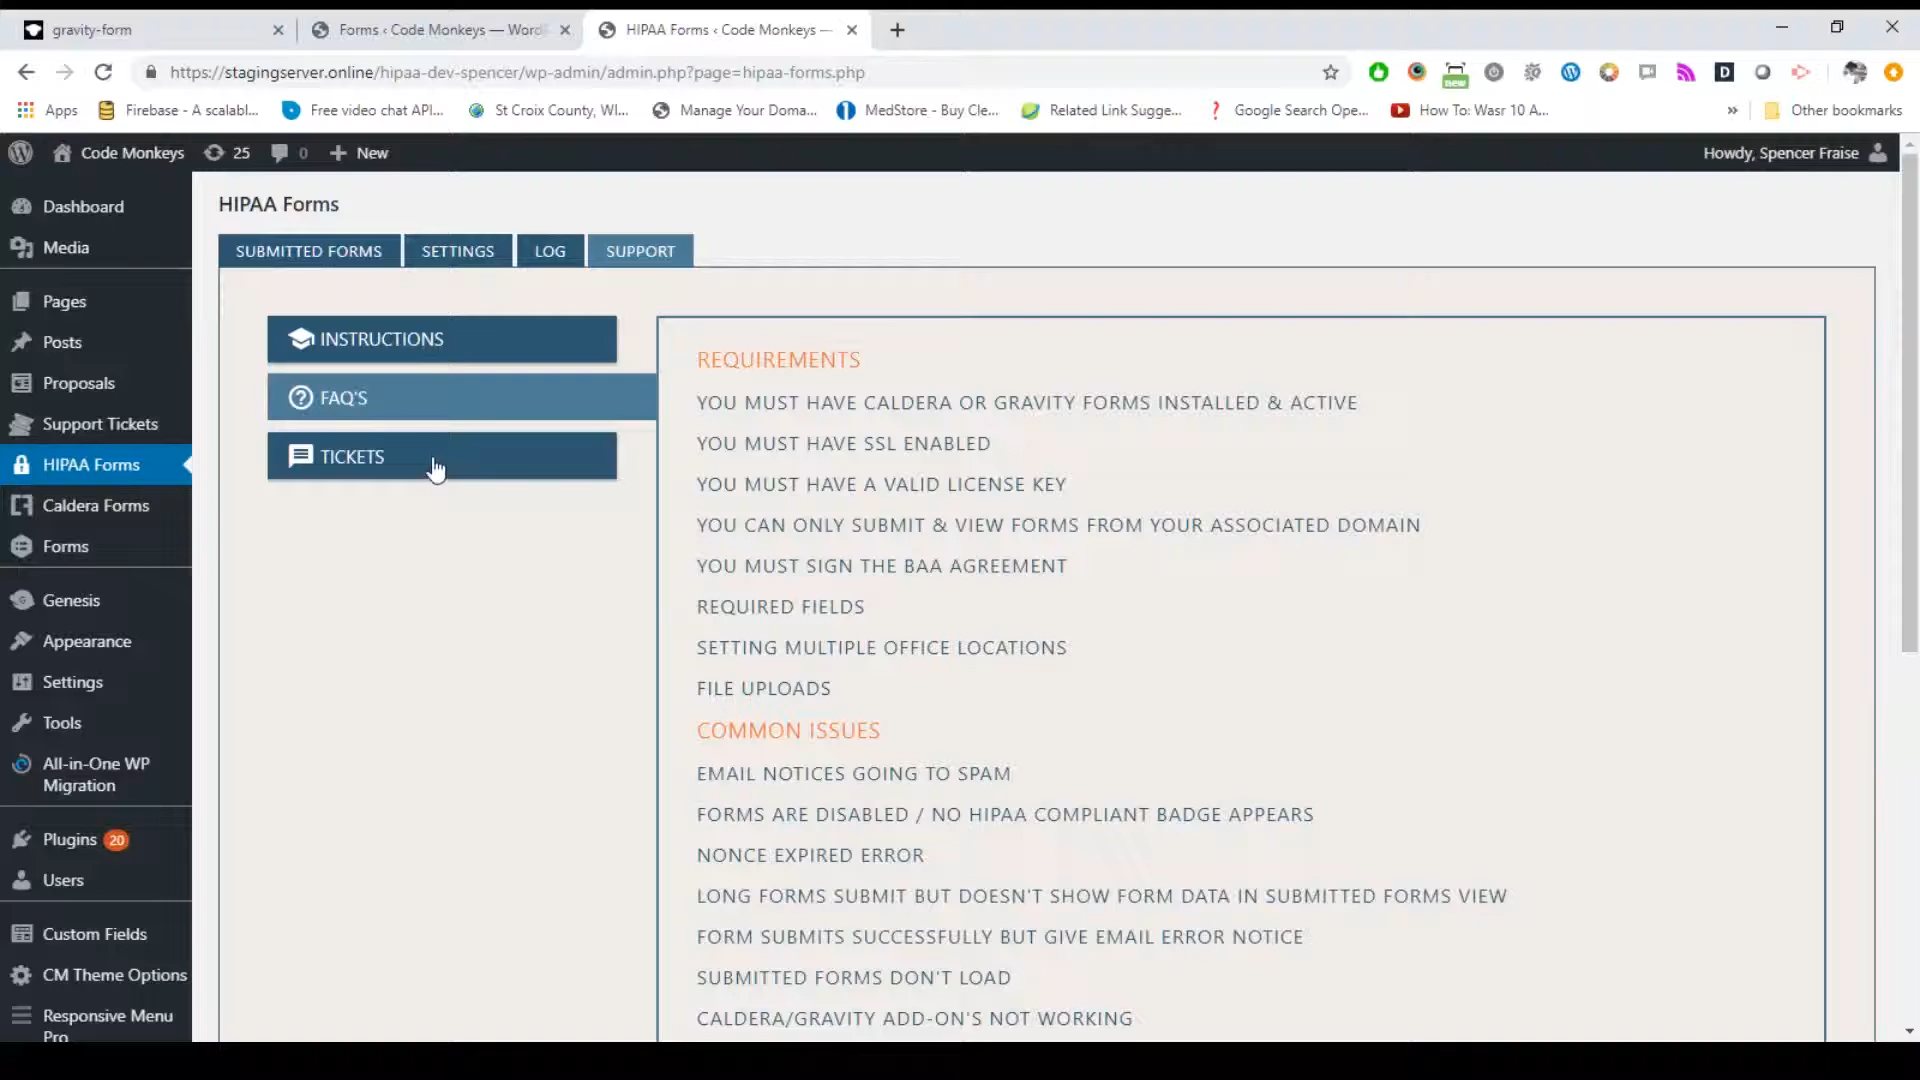 gravity-form
Forms ‹ Code Monkeys — Word
HIPAA Forms ‹ Code Monkeys —
https://stagingserver.online/hipaa-dev-spencer/wp-admin/admin.php?page=hipaa-forms.php
new
D
Apps
Firebase - A scalabl...
Free video chat API...
St Croix County, WI...
Manage Your Doma...
MedStore - Buy Cle...
Related Link Sugge...
Google Search Ope...
How To: Wasr 10 A...
»
Other bookmarks
Code Monkeys
25
0
New
Howdy, Spencer Fraise
Dashboard
Media
Pages
Posts
Proposals
Support Tickets
HIPAA Forms
Caldera Forms
Forms
Genesis
Appearance
Settings
Tools
All-in-One WP
Migration
Plugins 20
Users
Custom Fields
CM Theme Options
Responsive Menu
Pro
HIPAA Forms
SUBMITTED FORMS
SETTINGS
LOG
SUPPORT
INSTRUCTIONS
FAQ'S
TICKETS
REQUIREMENTS
YOU MUST HAVE CALDERA OR GRAVITY FORMS INSTALLED & ACTIVE
YOU MUST HAVE SSL ENABLED
YOU MUST HAVE A VALID LICENSE KEY
YOU CAN ONLY SUBMIT & VIEW FORMS FROM YOUR ASSOCIATED DOMAIN
YOU MUST SIGN THE BAA AGREEMENT
REQUIRED FIELDS
SETTING MULTIPLE OFFICE LOCATIONS
FILE UPLOADS
COMMON ISSUES
EMAIL NOTICES GOING TO SPAM
FORMS ARE DISABLED / NO HIPAA COMPLIANT BADGE APPEARS
NONCE EXPIRED ERROR
LONG FORMS SUBMIT BUT DOESN'T SHOW FORM DATA IN SUBMITTED FORMS VIEW
FORM SUBMITS SUCCESSFULLY BUT GIVE EMAIL ERROR NOTICE
SUBMITTED FORMS DON'T LOAD
CALDERA/GRAVITY ADD-ON'S NOT WORKING